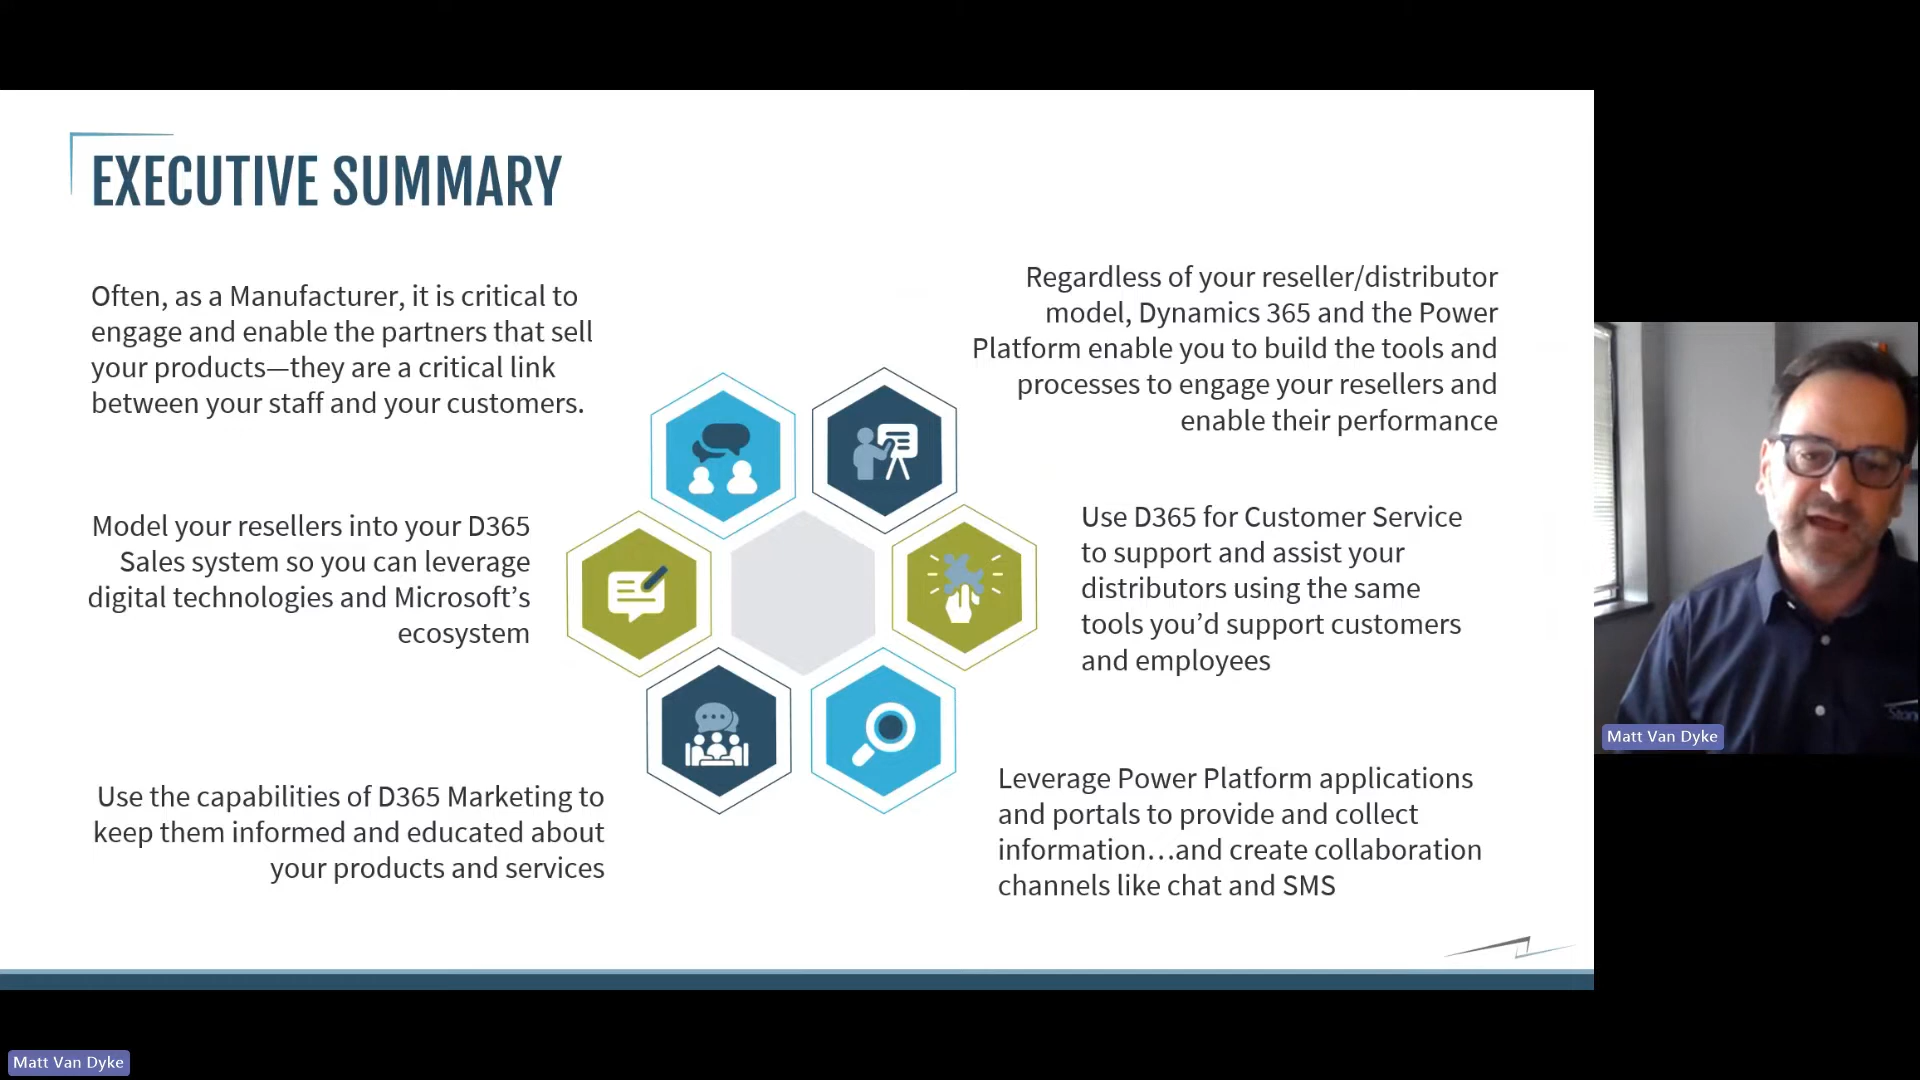 EXECUTIVE SUMMARY
Often, as a Manufacturer, it is critical to
engage and enable the partners that sell
your products—they are a critical link
between your staff and your customers.
Model your resellers into your D365
Sales system so you can leverage
digital technologies and Microsoft’s
ecosystem
Use the capabilities of D365 Marketing to
keep them informed and educated about
your products and services
Regardless of your reseller/distributor
model, Dynamics 365 and the Power
Platform enable you to build the tools and
processes to engage your resellers and
enable their performance
Use D365 for Customer Service
to support and assist your
distributors using the same
tools you’d support customers
and employees
Leverage Power Platform applications
and portals to provide and collect
information...and create collaboration
channels like chat and SMS
Matt Van Dyke
Matt Van Dyke